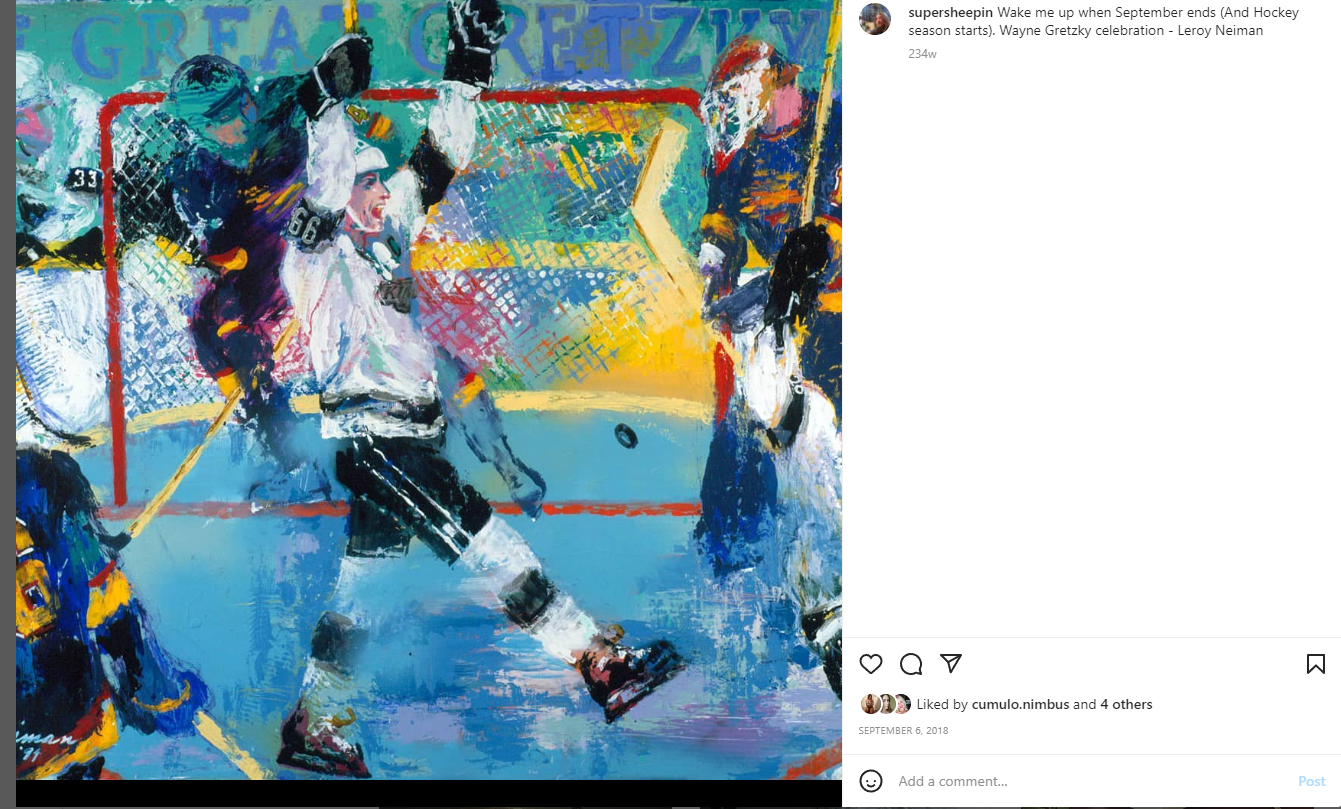 GREAT GRETZKY
33
66
supersheepin Wake me up when September ends (And Hockey
season starts). Wayne Gretzky celebration - Leroy Neiman
234w
Liked by cumulo.nimbus and 4 others
SEPTEMBER 6, 2018
Add a comment...
Post